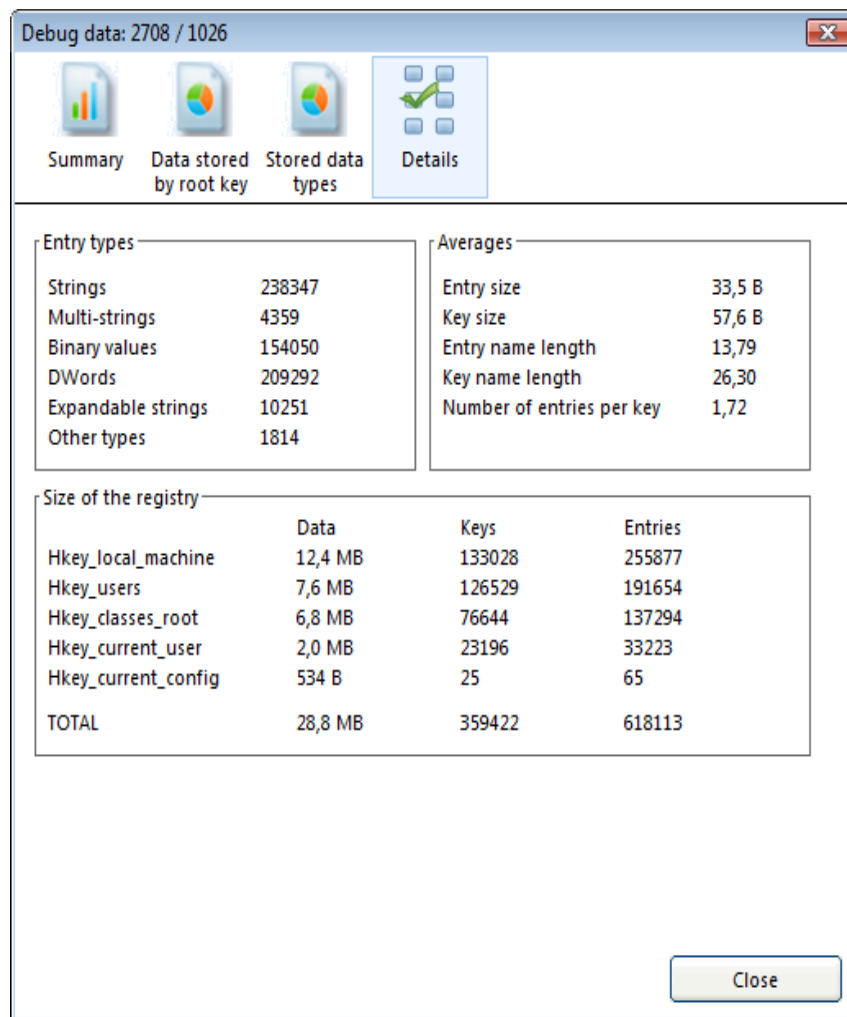 Debug data: 2708 / 1026
Summary
Data stored by root key
Stored data types
Details
Entry types
Strings 238347
Multi-strings 4359
Binary values 154050
DWords 209292
Expandable strings 10251
Other types 1814
Averages
Entry size 33,5 B
Key size 57,6 B
Entry name length 13,79
Key name length 26,30
Number of entries per key 1,72
Size of the registry
Data Keys Entries
Hkey_local_machine 12,4 MB 133028 255877
Hkey_users 7,6 MB 126529 191654
Hkey_classes_root 6,8 MB 76644 137294
Hkey_current_user 2,0 MB 23196 33223
Hkey_current_config 534 B 25 65
TOTAL 28,8 MB 359422 618113
Close